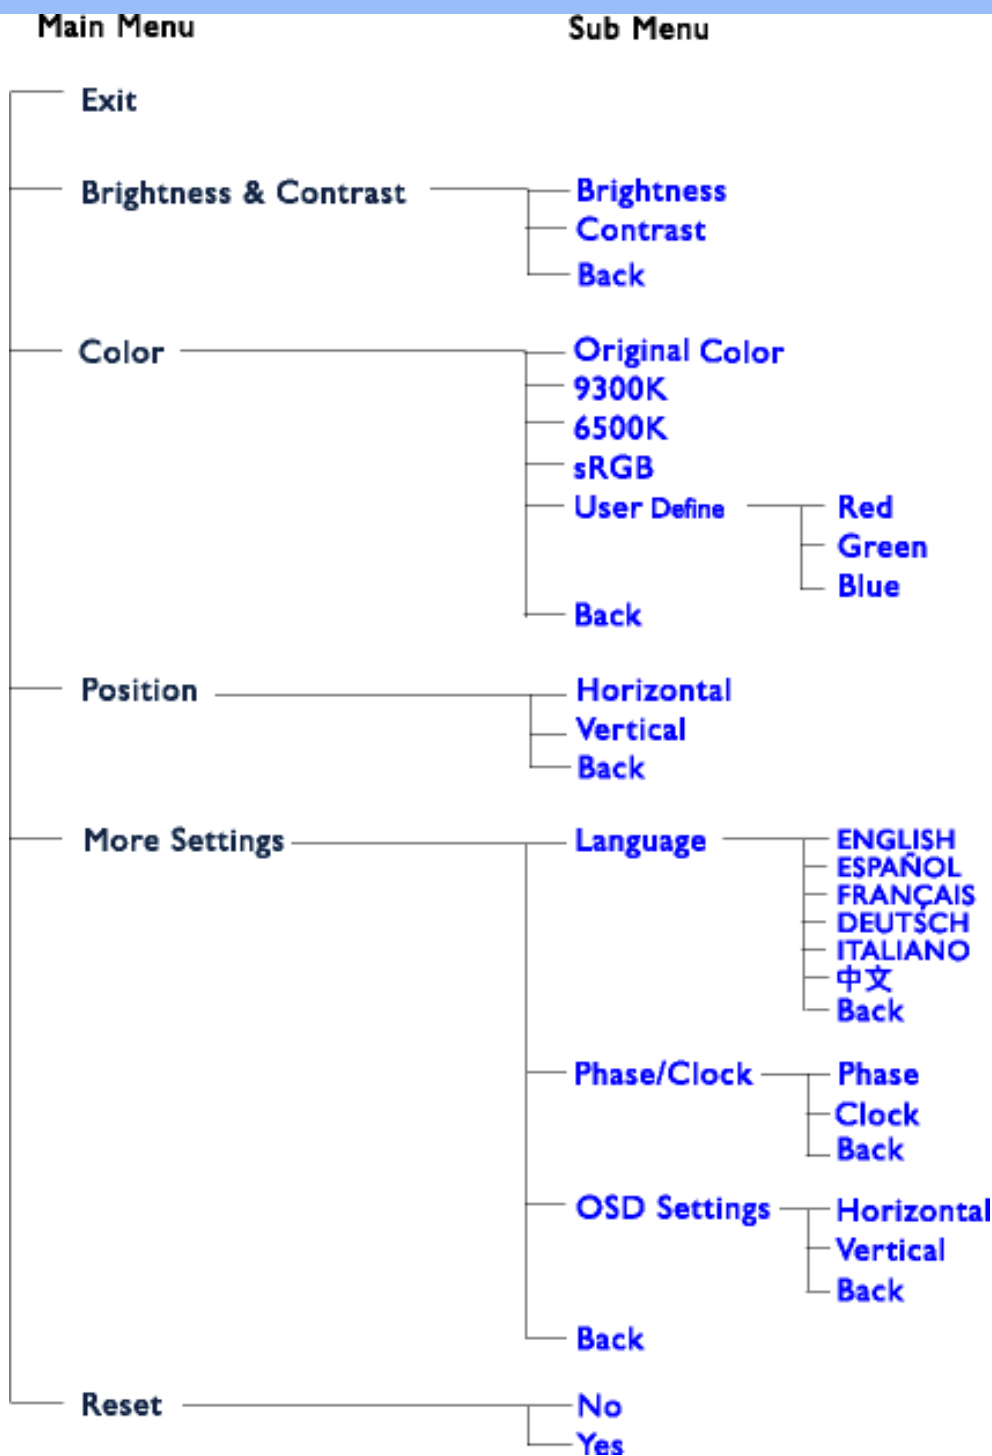 Main Menu Sub Menu
Exit
Brightness & Contrast Brightness
Contrast
Back
Color Original Color
9300K
6500K
sRGB
User Define Red
Green
Blue
Back
Position Horizontal
Vertical
Back
More Settings Language ENGLISH
ESPAÑOL
FRANÇAIS
DEUTSCH
ITALIANO
中文
Back
Phase/Clock Phase
Clock
Back
OSD Settings Horizontal
Vertical
Back
Back
Reset No
Yes